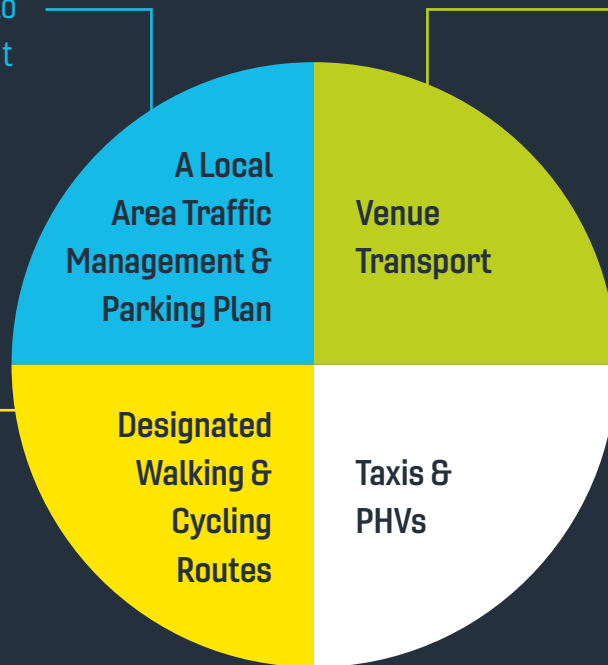 A Local
Area Traffic
Management &
Parking Plan
Venue
Transport
Designated
Walking &
Cycling
Routes
Taxis &
PHVs